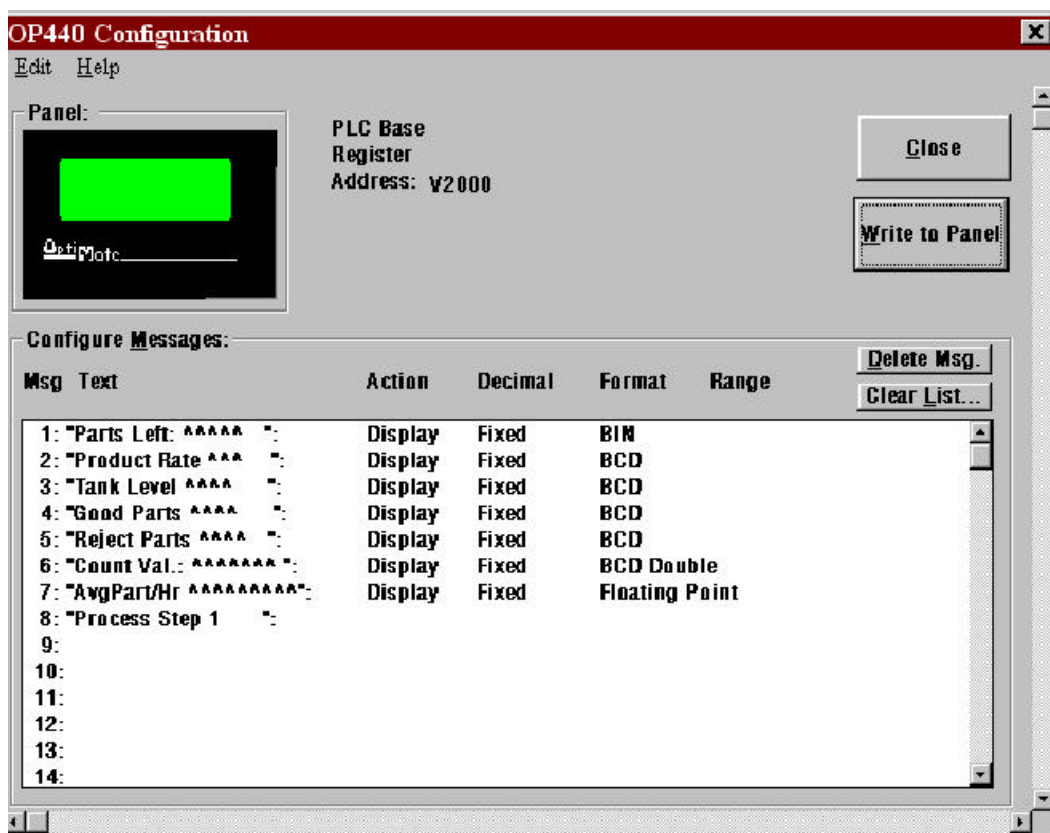 OP440 Configuration
Edit Help
Panel:
OptiMate
PLC Base
Register
Address: V2000
Close
Write to Panel
Configure Messages:
Delete Msg.
Clear List...
Msg Text Action Decimal Format Range
1: "Parts Left: ^^^^^ ": Display Fixed BIN
2: "Product Rate ^^^ ": Display Fixed BCD
3: "Tank Level ^^^^ ": Display Fixed BCD
4: "Good Parts ^^^^ ": Display Fixed BCD
5: "Reject Parts ^^^^ ": Display Fixed BCD
6: "Count Val.: ^^^^^^^ ": Display Fixed BCD Double
7: "AvgPart/Hr ^^^^^^^^^": Display Fixed Floating Point
8: "Process Step 1 ":
9:
10:
11:
12:
13:
14: